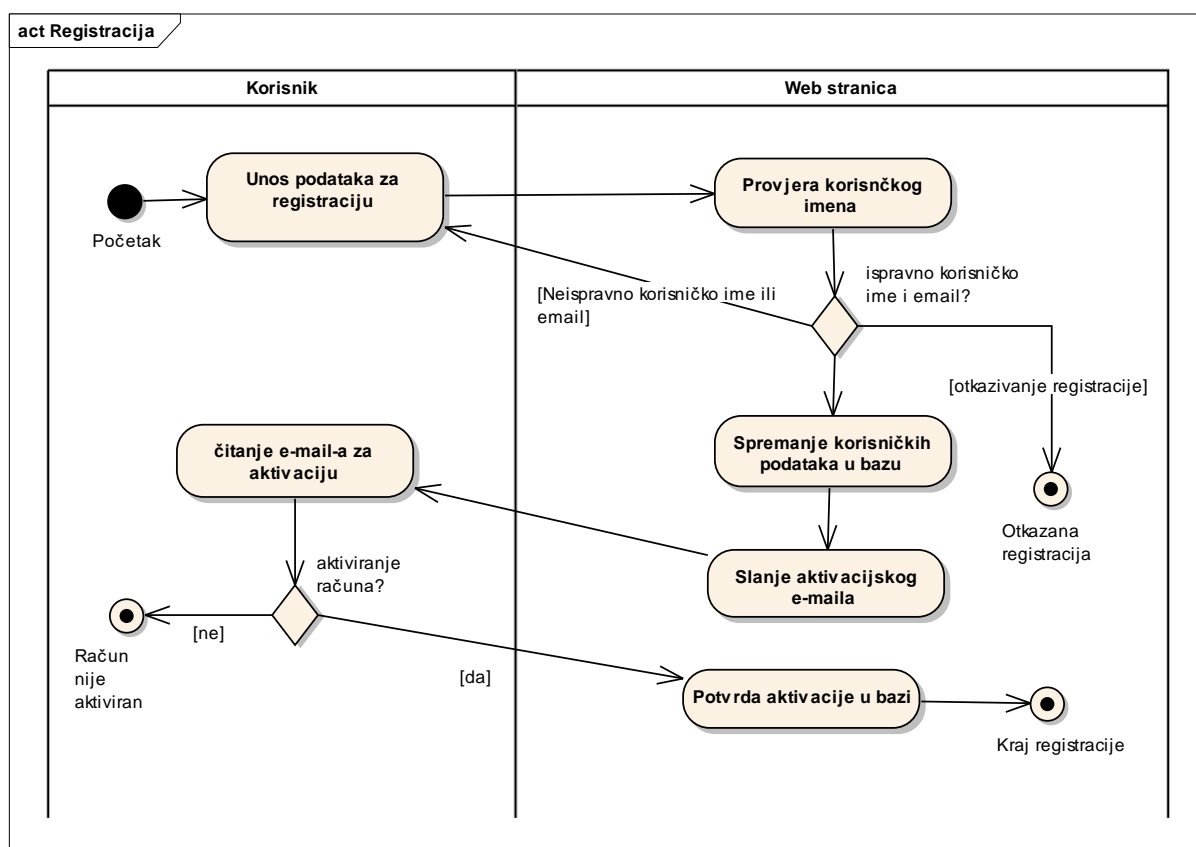 act Registracija
Korisnik
Web stranica
Početak
Unos podataka za
registraciju
Provjera korisnčkog
imena
ispravno korisničko
ime i email?
[Neispravno korisničko ime ili
email]
[otkazivanje registracije]
Spremanje korisničkih
podataka u bazu
Otkazana
registracija
Slanje aktivacijskog
e-maila
čitanje e-mail-a za
aktivaciju
aktiviranje
računa?
[ne]
Račun
nije
aktiviran
[da]
Potvrda aktivacije u bazi
Kraj registracije